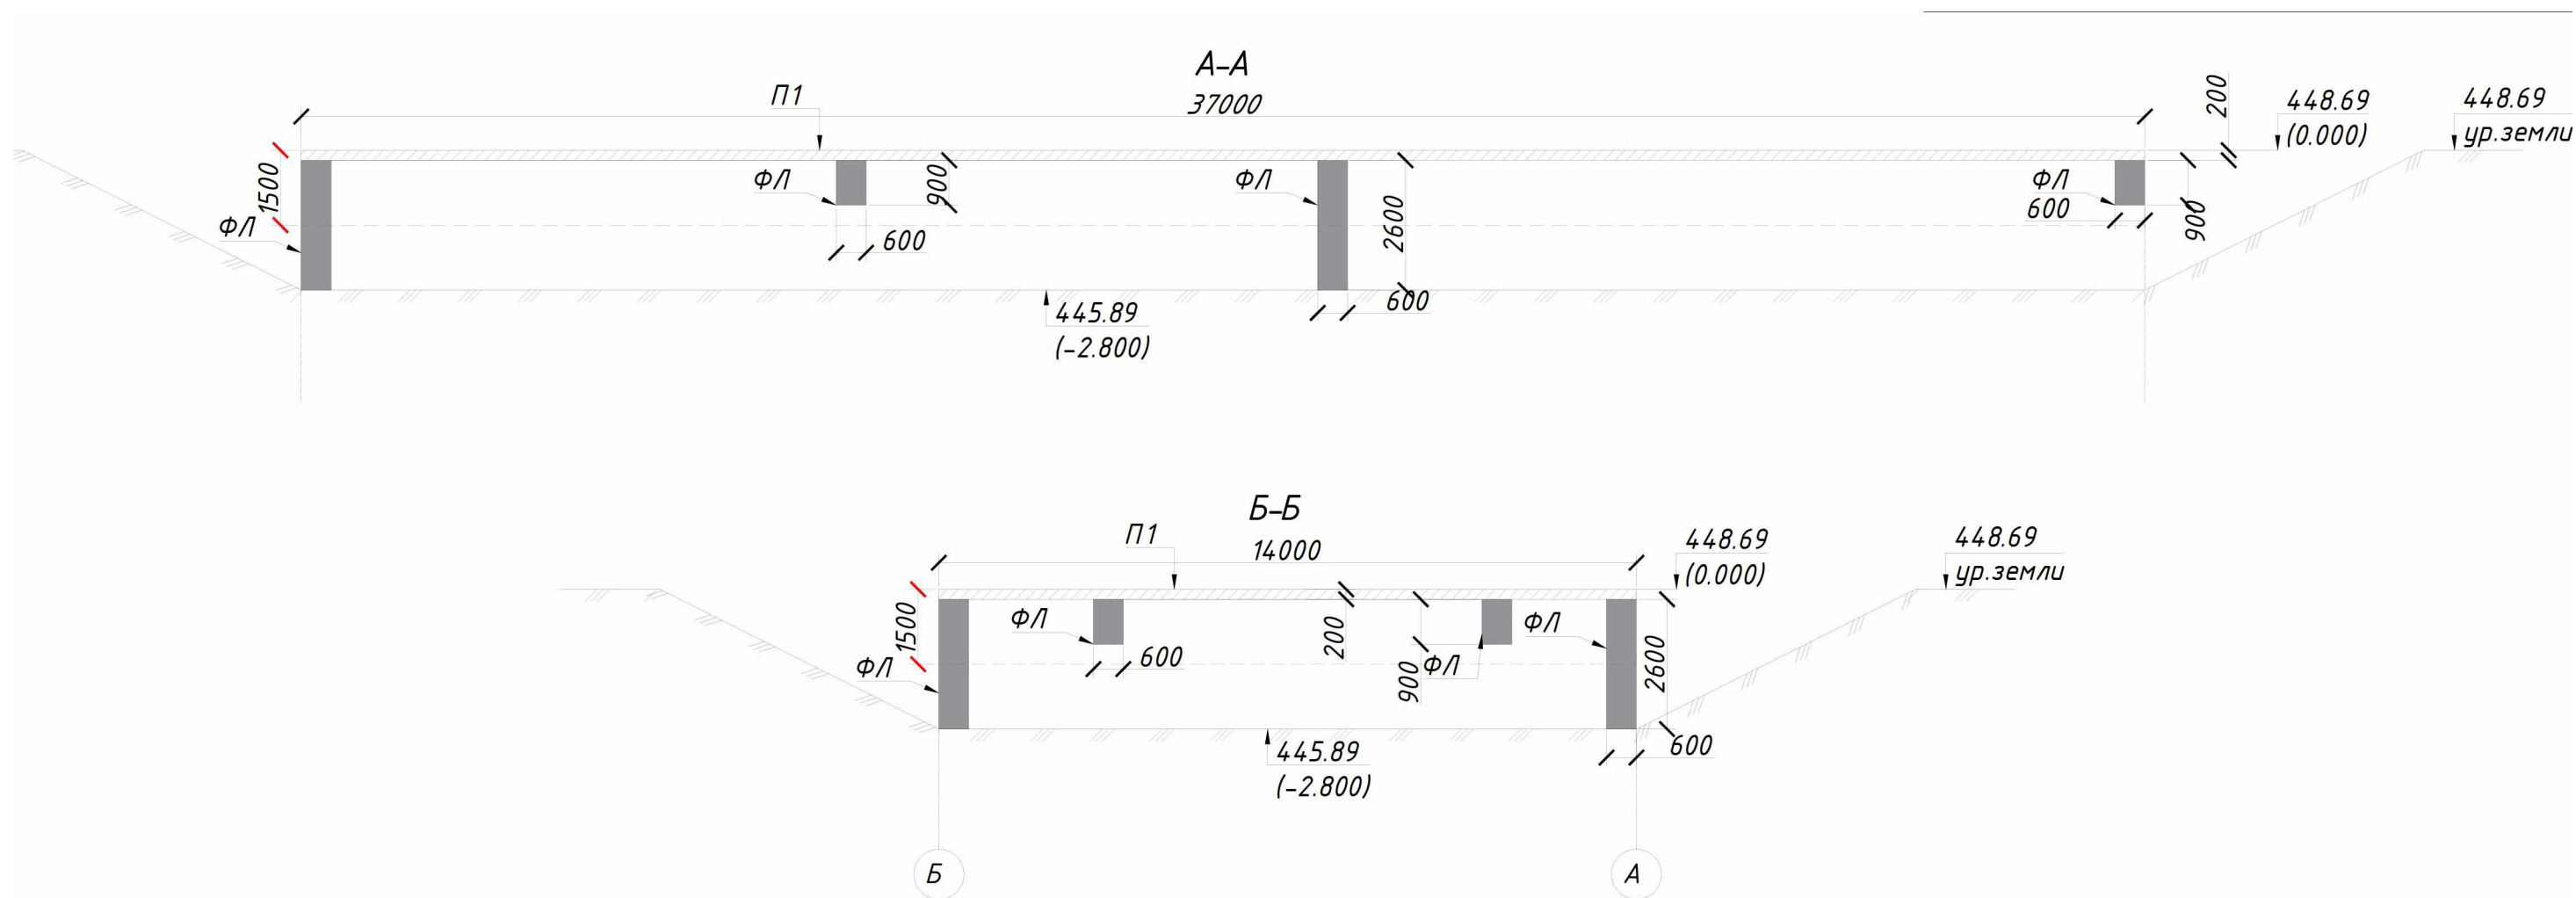 А-А
37000
П1
200
448.69
(0.000)
448.69
ур.земли
1500
ФЛ
ФЛ
900
600
ФЛ
2600
600
ФЛ
600
900
445.89
(-2.800)
Б-Б
14000
П1
448.69
(0.000)
448.69
ур.земли
1500
ФЛ
ФЛ
600
200
900
ФЛ
ФЛ
2600
600
445.89
(-2.800)
Б
А